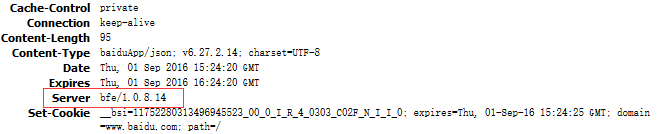 Cache-Control private
Connection keep-alive
Content-Length 95
Content-Type baiduApp/json; v6.27.2.14; charset=UTF-8
Date Thu, 01 Sep 2016 15:24:20 GMT
Expires Thu, 01 Sep 2016 16:24:20 GMT
Server bfe/1.0.8.14
Set-Cookie __bsi=11752280313496945523_00_0_I_R_4_0303_C02F_N_I_I_0; expires=Thu, 01-Sep-16 15:24:25 GMT; domain
=www.baidu.com; path=/